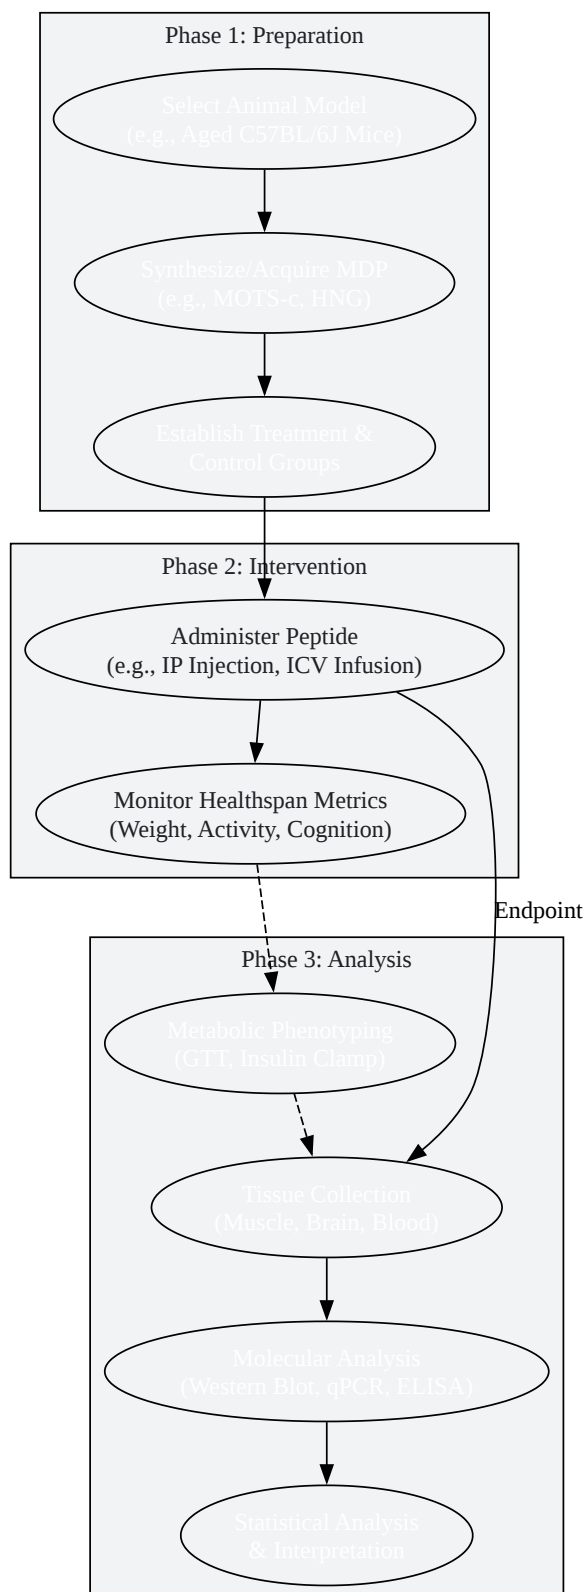 Phase 1: Preparation
Select Animal Model
(e.g., Aged C57BL/6J Mice)
Synthesize/Acquire MDP
(e.g., MOTS-c, HNG)
Establish Treatment &
Control Groups
Phase 2: Intervention
Administer Peptide
(e.g., IP Injection, ICV Infusion)
Monitor Healthspan Metrics
(Weight, Activity, Cognition)
Endpoint
Phase 3: Analysis
Metabolic Phenotyping
(GTT, Insulin Clamp)
Tissue Collection
(Muscle, Brain, Blood)
Molecular Analysis
(Western Blot, qPCR, ELISA)
Statistical Analysis
& Interpretation